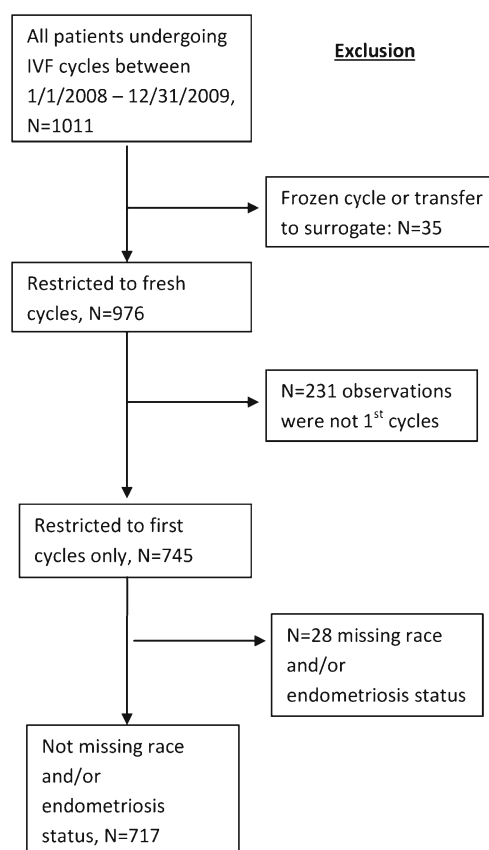 All patients undergoing
IVF cycles between
1/1/2008 – 12/31/2009,
N=1011
Exclusion
Frozen cycle or transfer
to surrogate: N=35
Restricted to fresh
cycles, N=976
N=231 observations
were not 1st cycles
Restricted to first
cycles only, N=745
N=28 missing race
and/or
endometriosis status
Not missing race
and/or
endometriosis
status, N=717